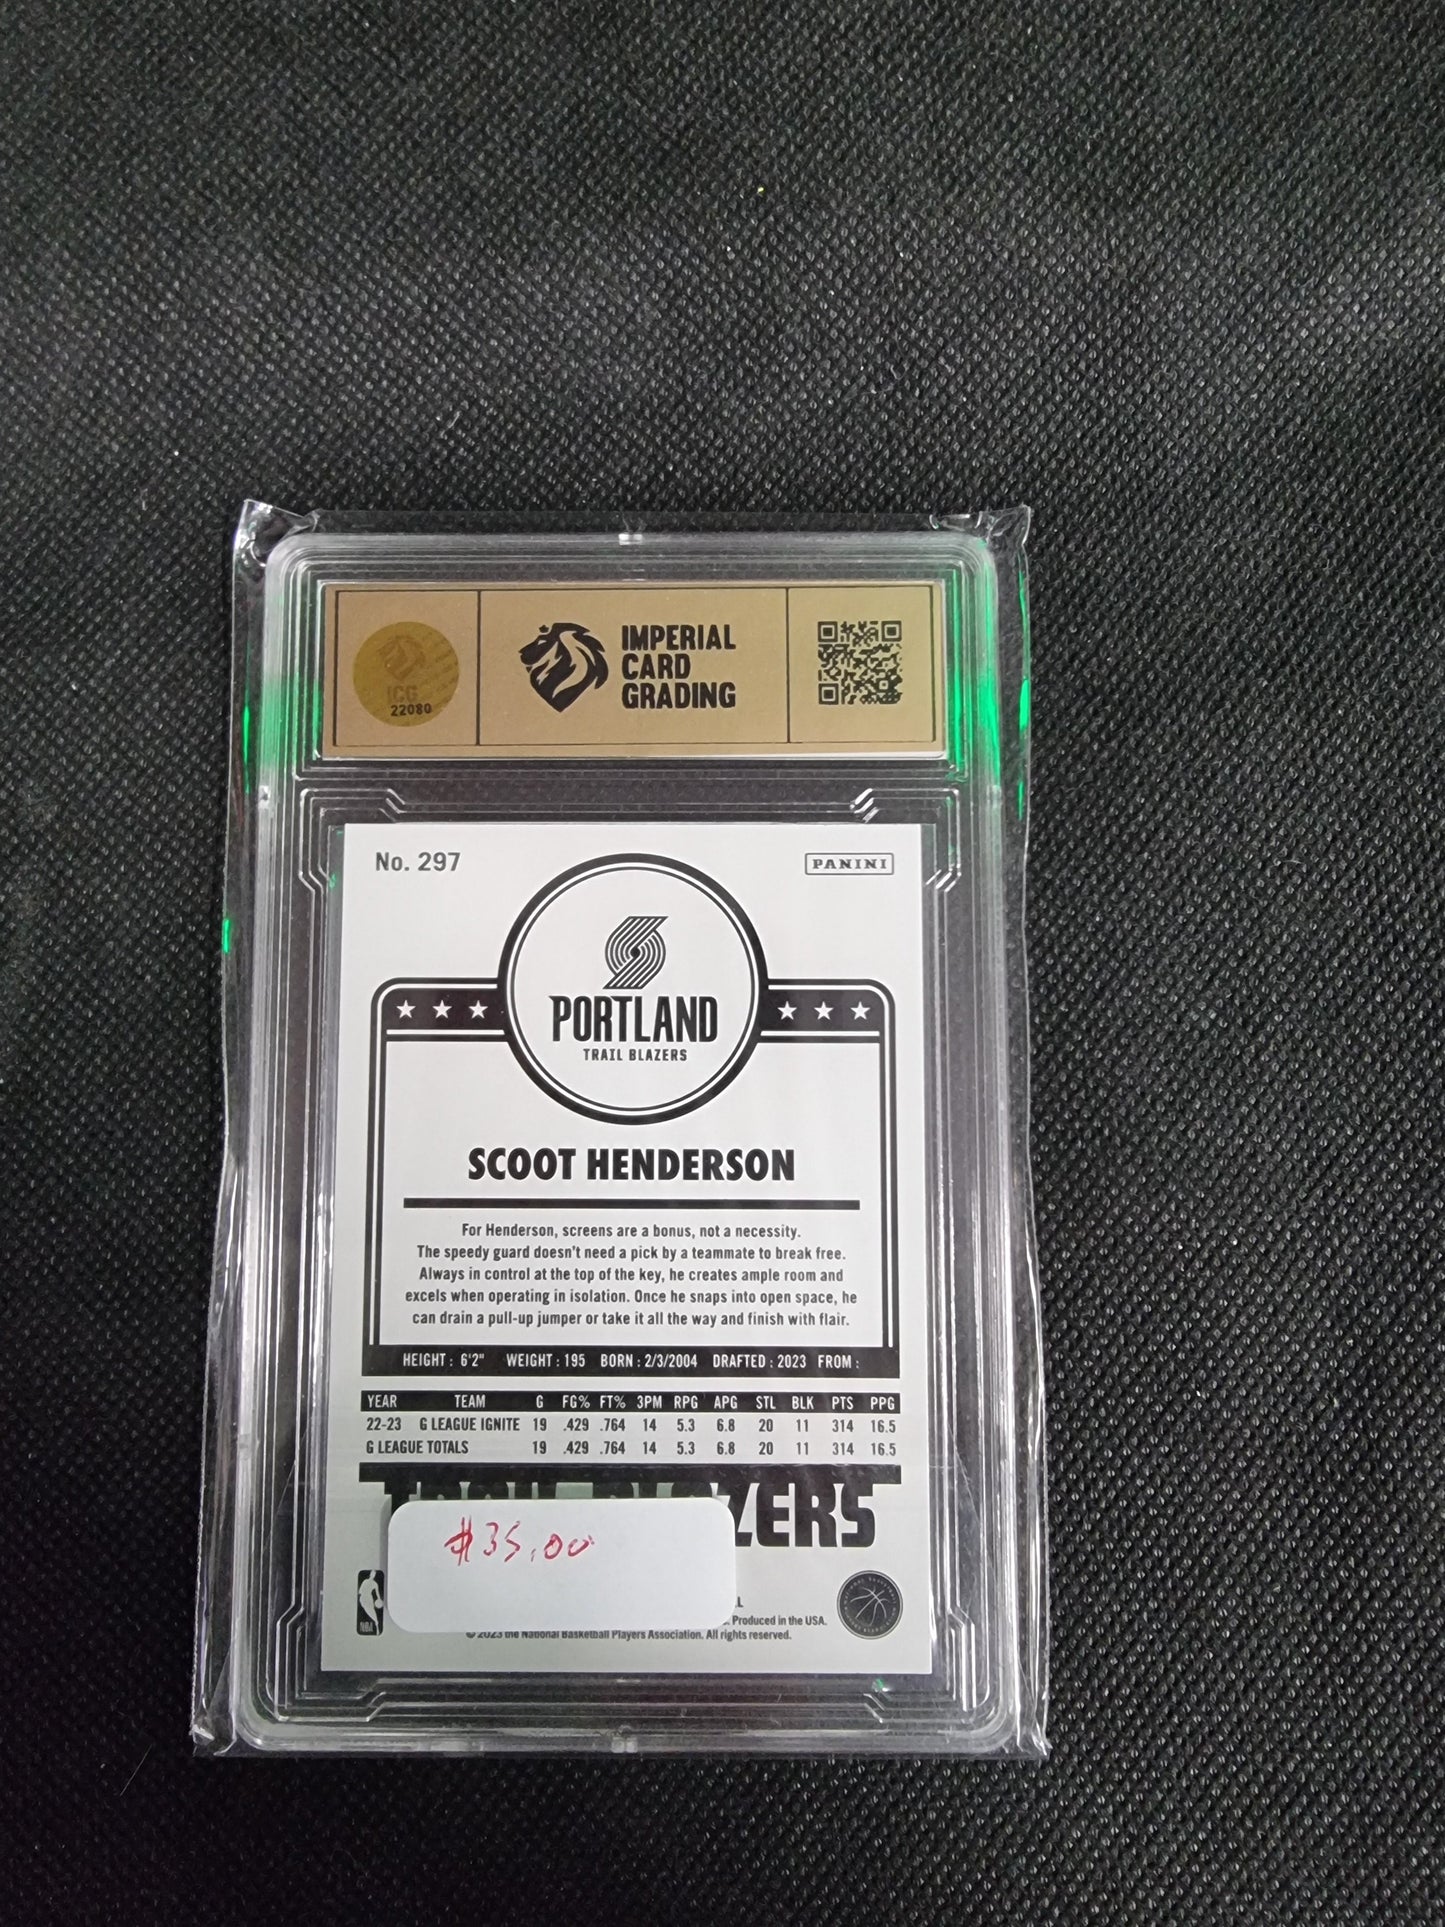 ICG
22080
IMPERIAL
CARD
GRADING
No. 297
PANINI
PORTLAND
TRAIL BLAZERS
SCOOT HENDERSON
For Henderson, screens are a bonus, not a necessity.
The speedy guard doesn't need a pick by a teammate to break free.
Always in control at the top of the key, he creates ample room and
excels when operating in isolation. Once he snaps into open space, he
can drain a pull-up jumper or take it all the way and finish with flair.
HEIGHT : 6'2" WEIGHT : 195 BORN : 2/3/2004 DRAFTED : 2023 FROM :
YEAR TEAM G FG% FT% 3PM RPG APG STL BLK PTS PPG
22-23 G LEAGUE IGNITE 19 .429 .764 14 5.3 6.8 20 11 314 16.5
G LEAGUE TOTALS 19 .429 .764 14 5.3 6.8 20 11 314 16.5
TRAIL BLAZERS
$35.00
NBA
Produced in the USA.
© 2023 the National Basketball Players Association. All rights reserved.